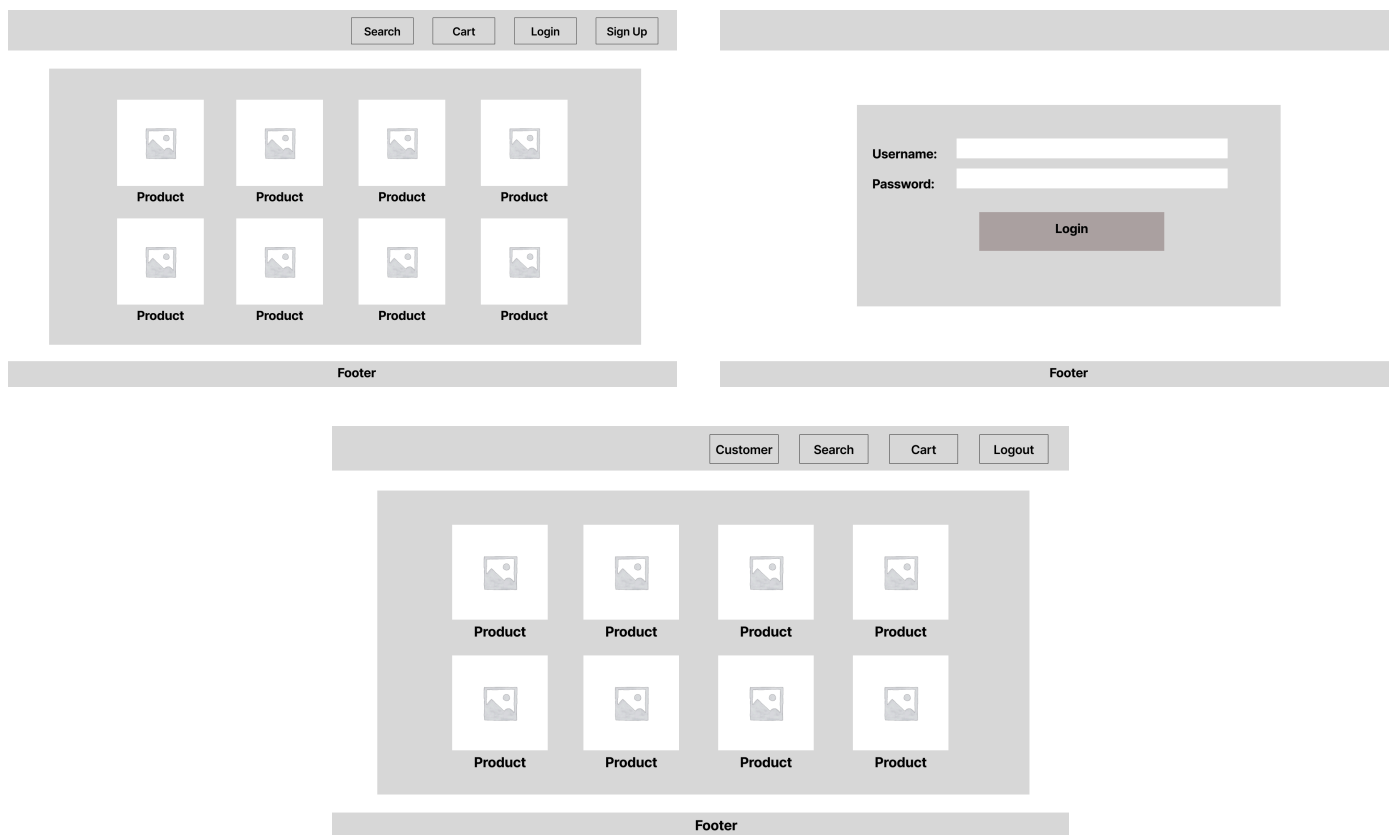 Search Cart Login Sign Up
Product Product Product Product
Product Product Product Product
Footer
Username:
Password:
Login
Footer
Customer Search Cart Logout
Product Product Product Product
Product Product Product Product
Footer